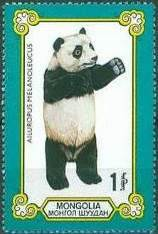 AILUROPUS MELANOLEUCUS
1
MONGOLIA
МОНГОЛ ШУУДАН